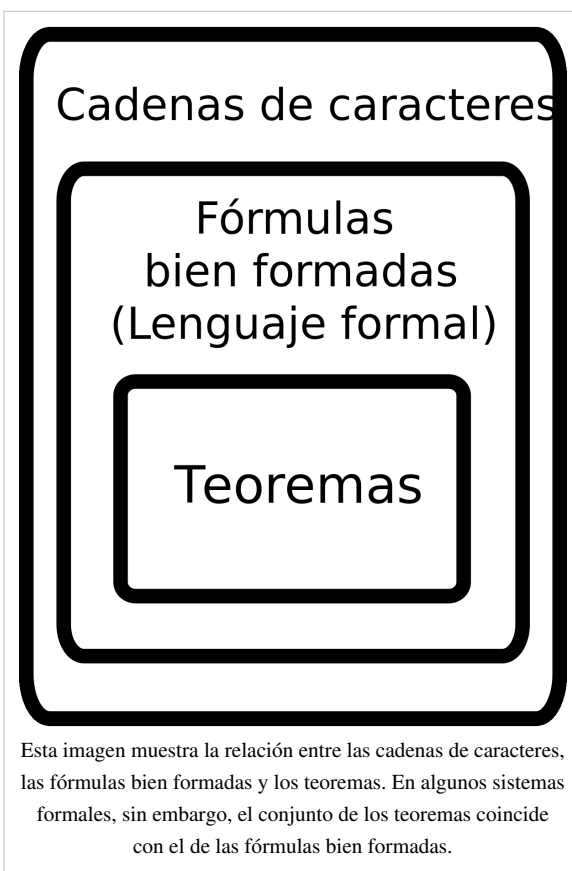 Cadenas de caracteres
Fórmulas
bien formadas
(Lenguaje formal)
Teoremas
Esta imagen muestra la relación entre las cadenas de caracteres,
las fórmulas bien formadas y los teoremas. En algunos sistemas
formales, sin embargo, el conjunto de los teoremas coincide
con el de las fórmulas bien formadas.